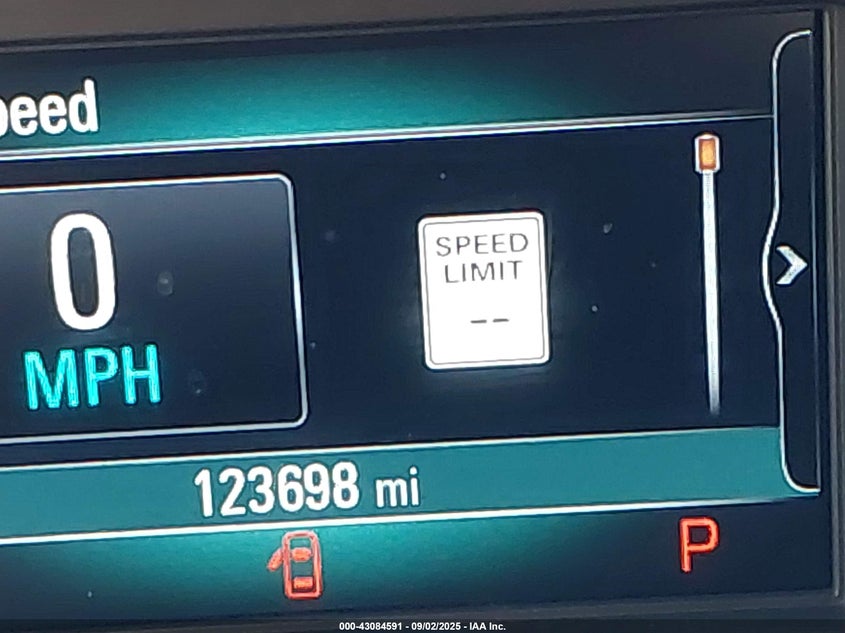 peed
0
MPH
SPEED
LIMIT
--
123698 mi
P
000-43084591 - 09/02/2025 - IAA Inc.